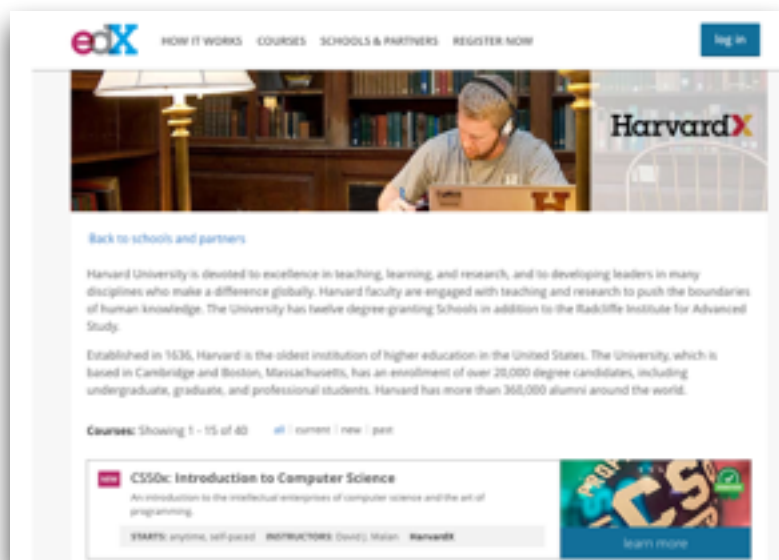 edX HOW IT WORKS COURSES SCHOOLS & PARTNERS REGISTER NOW log in
HarvardX
H
Back to schools and partners
Harvard University is devoted to excellence in teaching, learning, and research, and to developing leaders in many
disciplines who make a difference globally. Harvard faculty are engaged with teaching and research to push the boundaries
of human knowledge. The University has twelve degree-granting Schools in addition to the Radcliffe Institute for Advanced
Study.
Established in 1636, Harvard is the oldest institution of higher education in the United States. The University, which is
based in Cambridge and Boston, Massachusetts, has an enrollment of over 20,000 degree candidates, including
undergraduate, graduate, and professional students. Harvard has more than 360,000 alumni around the world.
Courses: Showing 1 - 15 of 40 all current new past
NEW CS50x: Introduction to Computer Science
An introduction to the intellectual enterprises of computer science and the art of
programming.
STARTS: anytime, self-paced INSTRUCTORS: David J. Malan HarvardX
CS
learn more